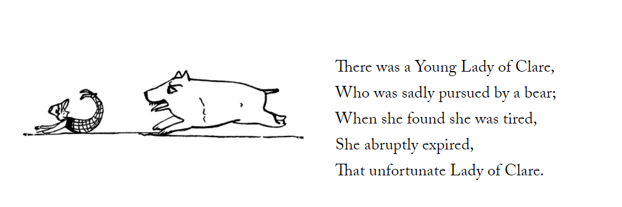 There was a Young Lady of Clare,
Who was sadly pursued by a bear;
When she found she was tired,
She abruptly expired,
That unfortunate Lady of Clare.